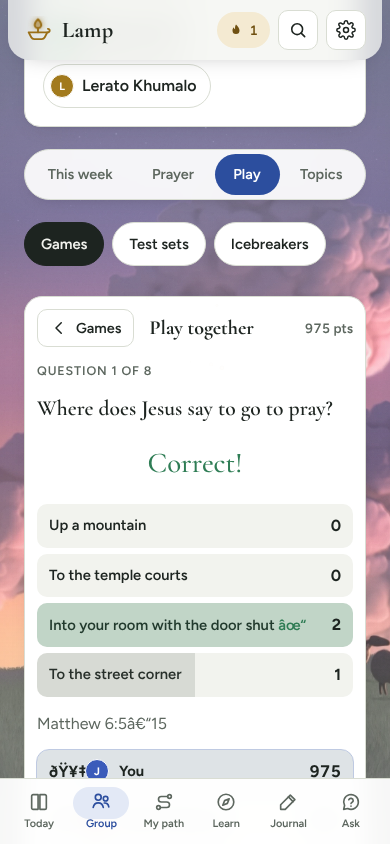 Lamp
1
L Lerato Khumalo
This week Prayer Play Topics
Games Test sets Icebreakers
Games Play together 975 pts
QUESTION 1 OF 8
Where does Jesus say to go to pray?
Correct!
Up a mountain 0
To the temple courts 0
Into your room with the door shut âœ“ 2
To the street corner 1
Matthew 6:5â€“15
ðŸ¥‡ J You 975
Today Group My path Learn Journal Ask